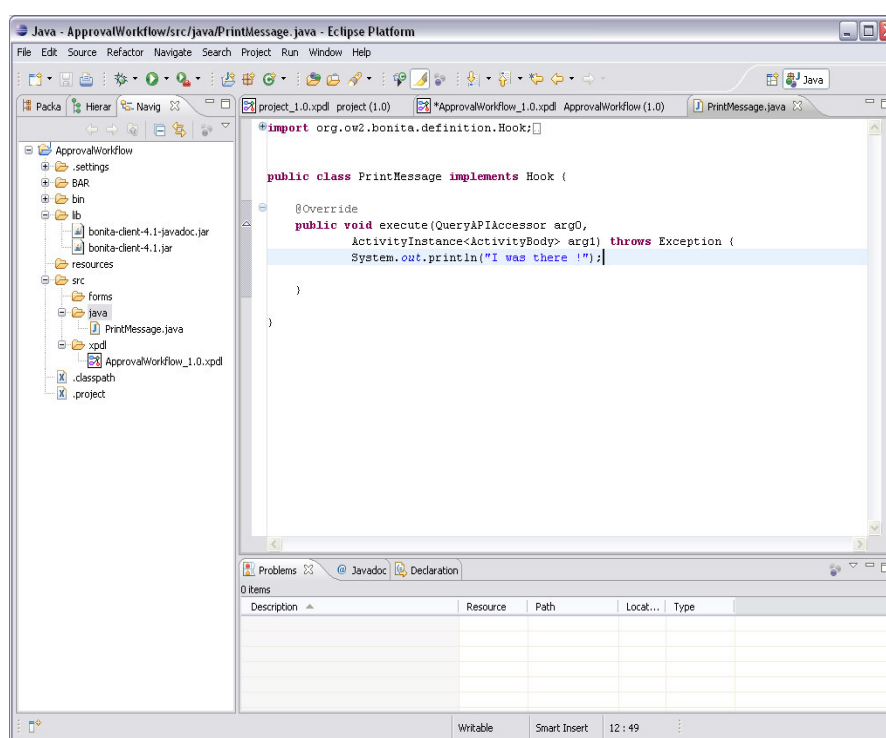 Java - ApprovalWorkflow/src/java/PrintMessage.java - Eclipse Platform
File Edit Source Refactor Navigate Search Project Run Window Help
Java
Packa Hierar Navig
project_1.0.xpdl project (1.0) *ApprovalWorkflow_1.0.xpdl ApprovalWorkflow (1.0) PrintMessage.java
ApprovalWorkflow
.settings
BAR
bin
lib
bonita-client-4.1-javadoc.jar
bonita-client-4.1.jar
resources
src
forms
java
PrintMessage.java
xpdl
ApprovalWorkflow_1.0.xpdl
.classpath
.project
import org.ow2.bonita.definition.Hook;
public class PrintMessage implements Hook {
@Override
public void execute(QueryAPIAccessor arg0,
ActivityInstance<ActivityBody> arg1) throws Exception {
System.out.println("I was there !");
}
}
Problems @ Javadoc Declaration
0 items
Description Resource Path Locat... Type
Writable Smart Insert 12 : 49